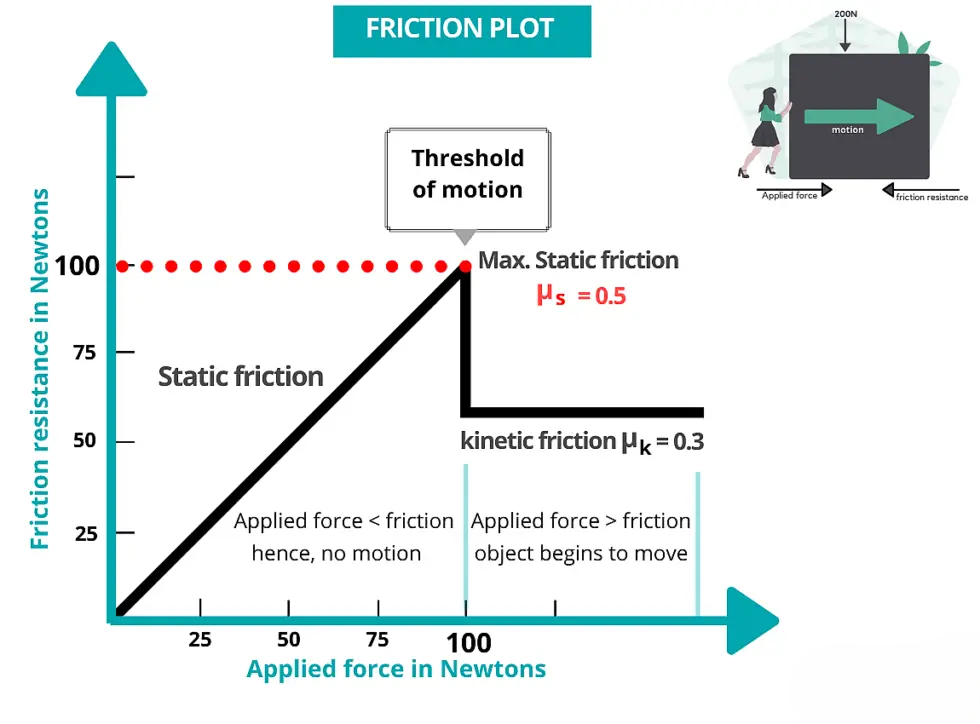 FRICTION PLOT
200N
motion
Applied force
friction resistance
Threshold
of motion
Friction resistance in Newtons
100
75
50
25
Max. Static friction
μs = 0.5
Static friction
kinetic friction μk = 0.3
Applied force < friction
hence, no motion
Applied force > friction
object begins to move
25
50
75
100
Applied force in Newtons